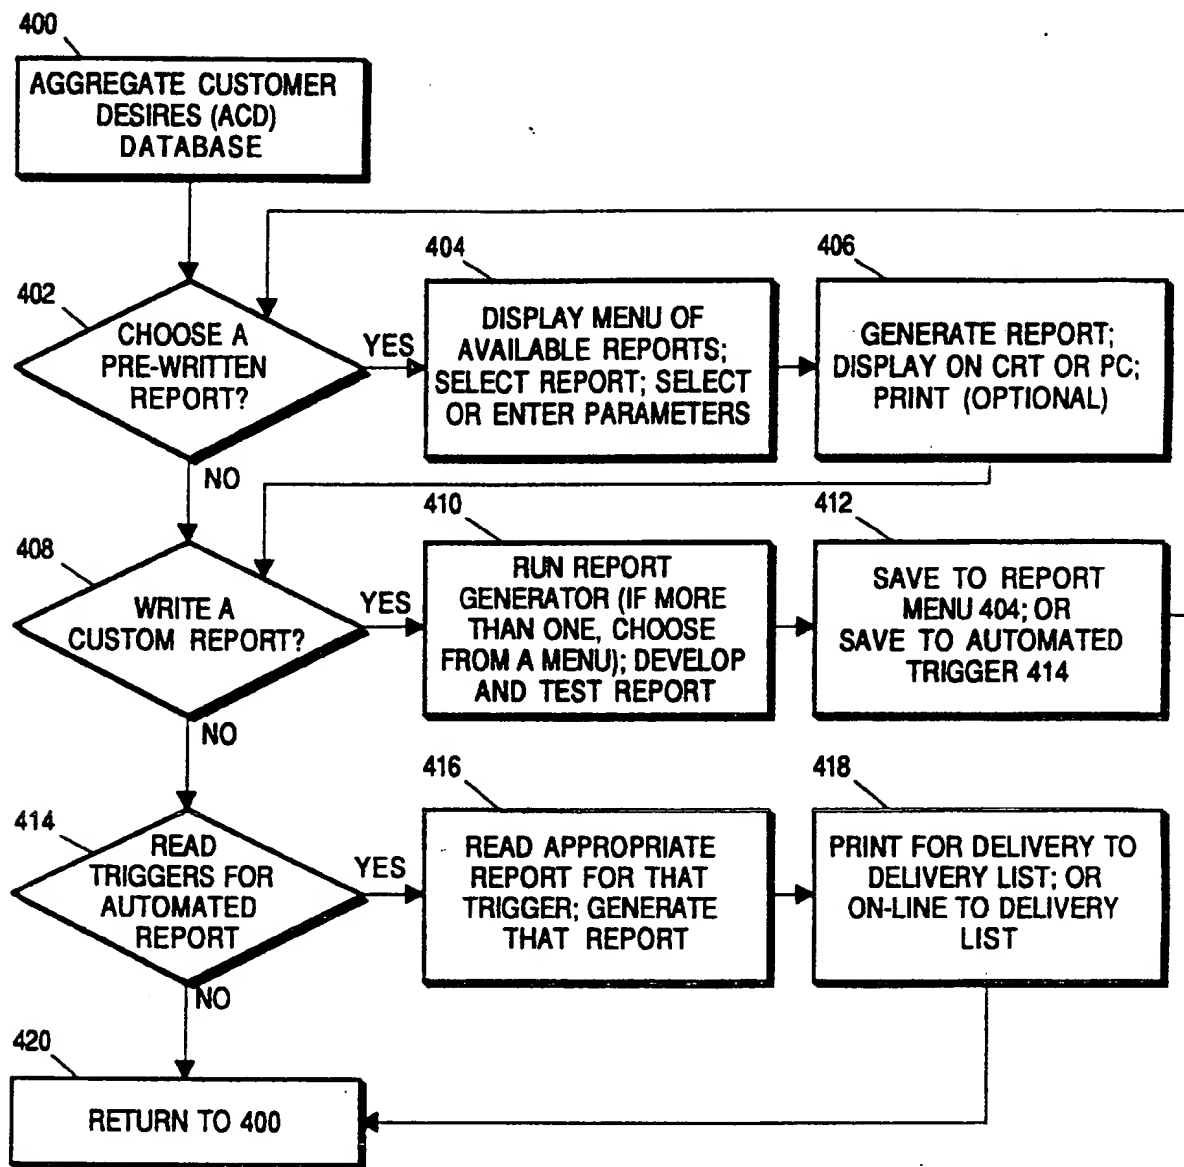 400
AGGREGATE CUSTOMER
DESIRES (ACD)
DATABASE
402
CHOOSE A
PRE-WRITTEN
REPORT?
YES
NO
404
DISPLAY MENU OF
AVAILABLE REPORTS;
SELECT REPORT; SELECT
OR ENTER PARAMETERS
406
GENERATE REPORT;
DISPLAY ON CRT OR PC;
PRINT (OPTIONAL)
408
WRITE A
CUSTOM REPORT?
YES
NO
410
RUN REPORT
GENERATOR (IF MORE
THAN ONE, CHOOSE
FROM A MENU); DEVELOP
AND TEST REPORT
412
SAVE TO REPORT
MENU 404; OR
SAVE TO AUTOMATED
TRIGGER 414
414
READ
TRIGGERS FOR
AUTOMATED
REPORT
YES
NO
416
READ APPROPRIATE
REPORT FOR THAT
TRIGGER; GENERATE
THAT REPORT
418
PRINT FOR DELIVERY TO
DELIVERY LIST; OR
ON-LINE TO DELIVERY
LIST
420
RETURN TO 400